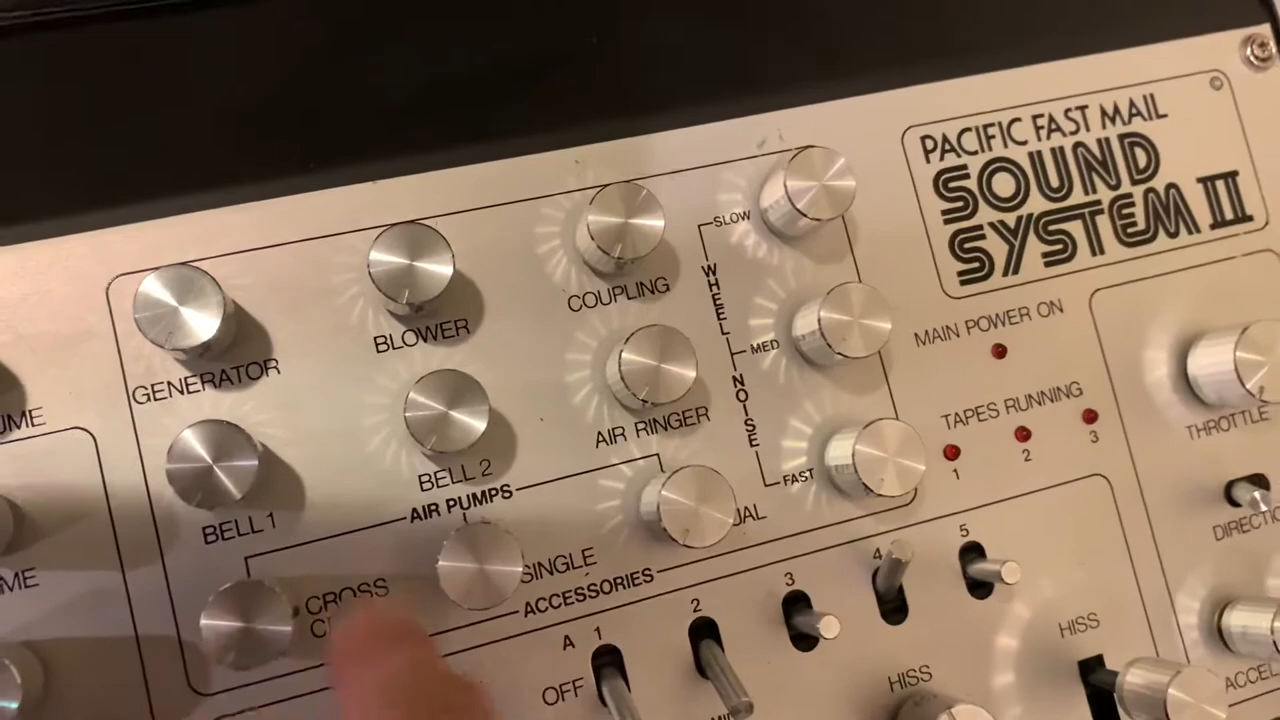 PACIFIC FAST MAIL
SOUND
SYSTEM II
©
SLOW
WHEEL NOISE
MED
FAST
COUPLING
BLOWER
GENERATOR
AIR RINGER
BELL 2
BELL 1
AIR PUMPS
CROSS
SINGLE
MAIN POWER ON
TAPES RUNNING
1
2
3
THROTTLE
ACCESSORIES
A 1
2
3
4
5
OFF
HISS
HISS